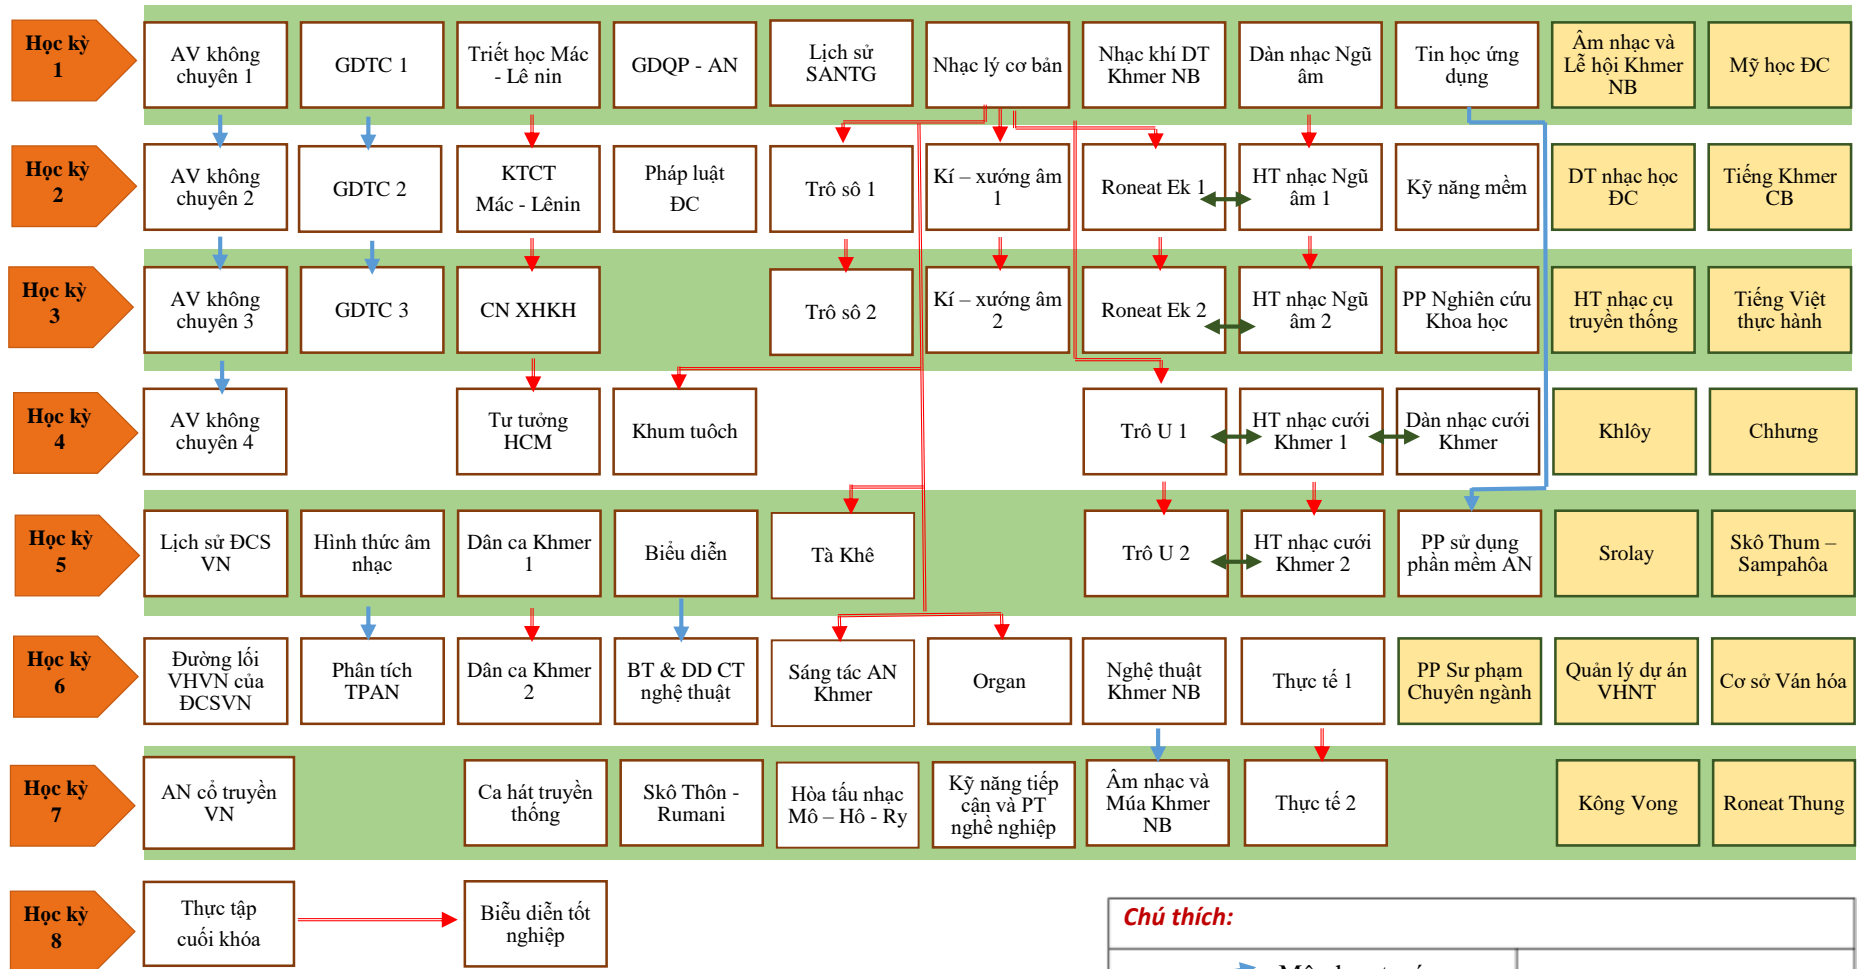 Học kỳ
1
AV không
chuyên 1
GDTC 1
Triết học Mác
- Lê nin
GDQP - AN
Lịch sử
SANTG
Nhạc lý cơ bản
Nhạc khí DT
Khmer NB
Dàn nhạc Ngũ
âm
Tin học ứng
dụng
Âm nhạc và
Lễ hội Khmer
NB
Mỹ học ĐC
Học kỳ
2
AV không
chuyên 2
GDTC 2
KTCT
Mác - Lênin
Pháp luật
ĐC
Trô sô 1
Kí – xướng âm
1
Roneat Ek 1
HT nhạc Ngũ
âm 1
Kỹ năng mềm
DT nhạc học
ĐC
Tiếng Khmer
CB
Học kỳ
3
AV không
chuyên 3
GDTC 3
CN XHKH
Trô sô 2
Kí – xướng âm
2
Roneat Ek 2
HT nhạc Ngũ
âm 2
PP Nghiên cứu
Khoa học
HT nhạc cụ
truyền thống
Tiếng Việt
thực hành
Học kỳ
4
AV không
chuyên 4
Tư tưởng
HCM
Khum tuôch
Trô U 1
HT nhạc cưới
Khmer 1
Dàn nhạc cưới
Khmer
Khlôy
Chhưng
Học kỳ
5
Lịch sử ĐCS
VN
Hình thức âm
nhạc
Dân ca Khmer
1
Biểu diễn
Tà Khê
Trô U 2
HT nhạc cưới
Khmer 2
PP sử dụng
phần mềm AN
Srolay
Skô Thum –
Sampahôa
Học kỳ
6
Đường lối
VHVN của
ĐCSVN
Phân tích
TPAN
Dân ca Khmer
2
BT & DD CT
nghệ thuật
Sáng tác AN
Khmer
Organ
Nghệ thuật
Khmer NB
Thực tế 1
PP Sư phạm
Chuyên ngành
Quản lý dự án
VHNT
Cơ sở Ván hóa
Học kỳ
7
AN cổ truyền
VN
Ca hát truyền
thống
Skô Thôn -
Rumani
Hòa tấu nhạc
Mô – Hô - Ry
Kỹ năng tiếp
cận và PT
nghề nghiệp
Âm nhạc và
Múa Khmer
NB
Thực tế 2
Kông Vong
Roneat Thung
Học kỳ
8
Thực tập
cuối khóa
Biễu diễn tốt
nghiệp
Chú thích: